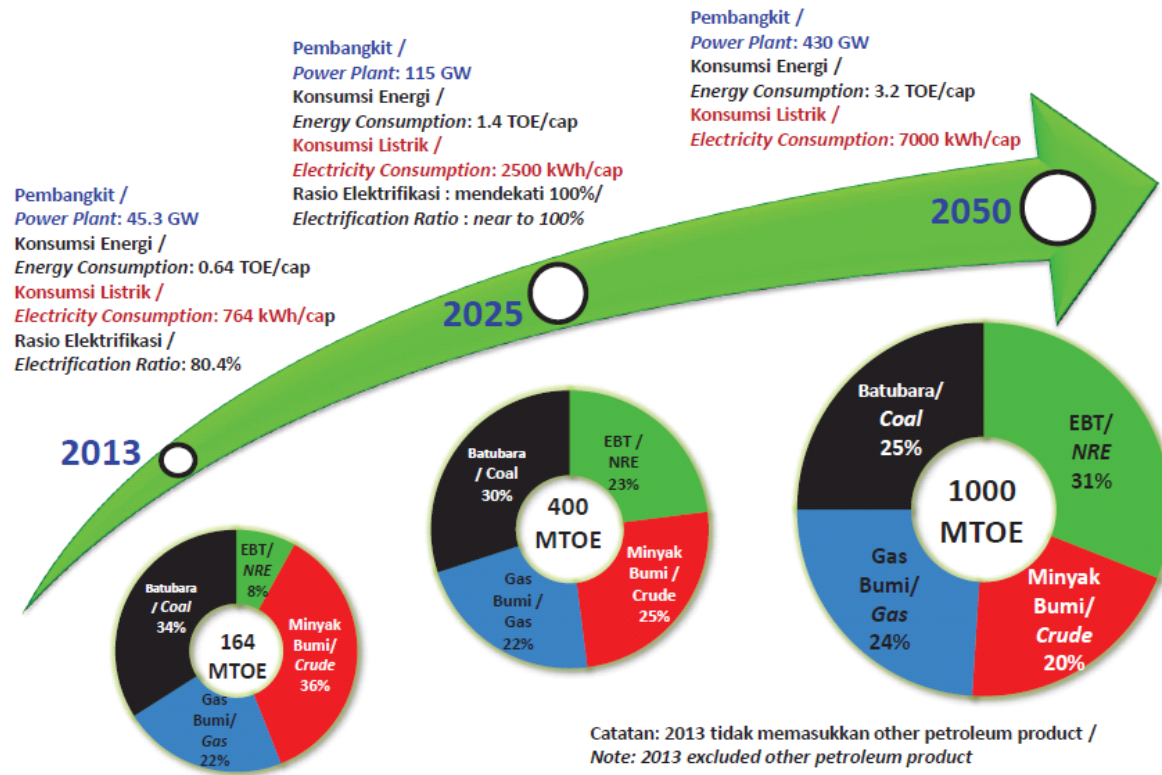 Pembangkit /
Power Plant: 45.3 GW
Konsumsi Energi /
Energy Consumption: 0.64 TOE/cap
Konsumsi Listrik /
Electricity Consumption: 764 kWh/cap
Rasio Elektrifikasi /
Electrification Ratio: 80.4%
2013
Pembangkit /
Power Plant: 115 GW
Konsumsi Energi /
Energy Consumption: 1.4 TOE/cap
Konsumsi Listrik /
Electricity Consumption: 2500 kWh/cap
Rasio Elektrifikasi : mendekati 100%/
Electrification Ratio : near to 100%
2025
Pembangkit /
Power Plant: 430 GW
Konsumsi Energi /
Energy Consumption: 3.2 TOE/cap
Konsumsi Listrik /
Electricity Consumption: 7000 kWh/cap
2050
EBT/
NRE
8%
Minyak
Bumi/
Crude
36%
Gas
Bumi/
Gas
22%
Batubara
/ Coal
34%
164
MTOE
EBT /
NRE
23%
Minyak
Bumi /
Crude
25%
Gas
Bumi /
Gas
22%
Batubara
/ Coal
30%
400
MTOE
EBT/
NRE
31%
Minyak
Bumi/
Crude
20%
Gas
Bumi/
Gas
24%
Batubara/
Coal
25%
1000
MTOE
Catatan: 2013 tidak memasukkan other petroleum product /
Note: 2013 excluded other petroleum product